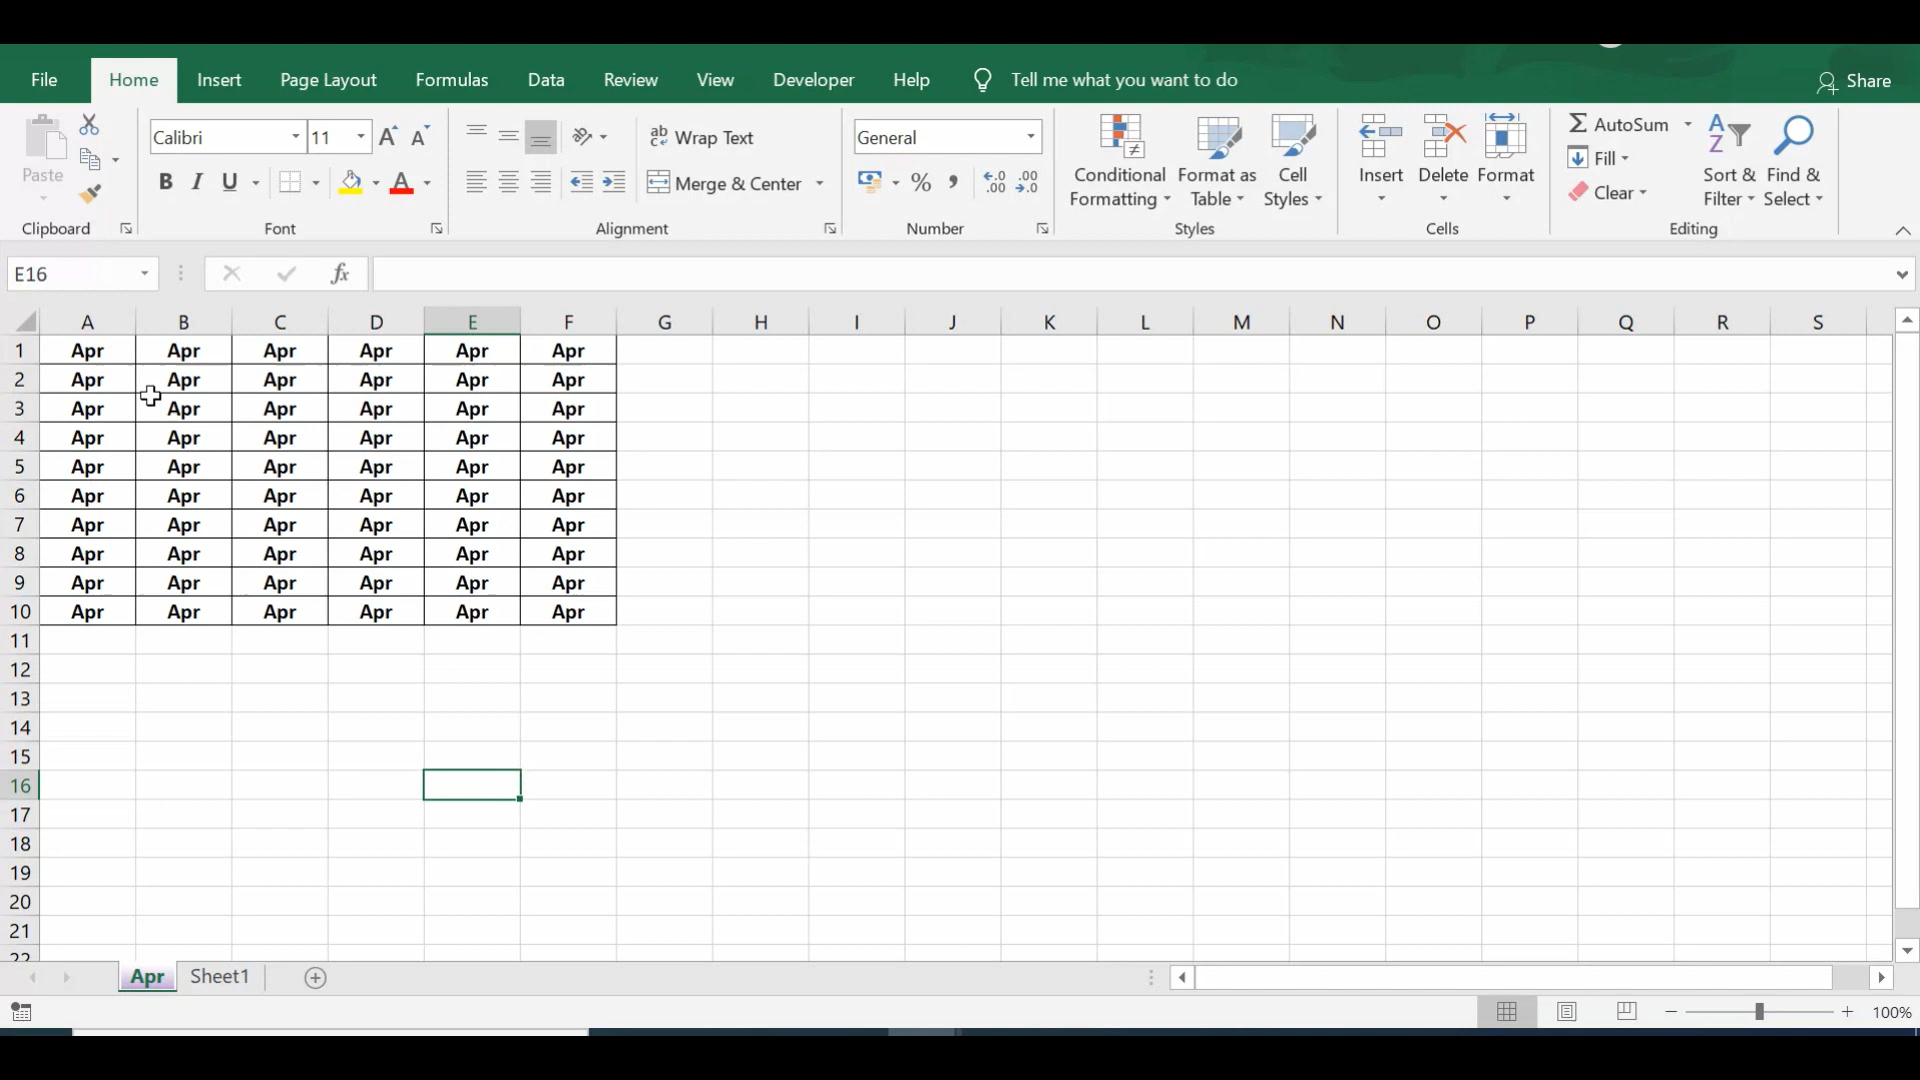 File Home Insert Page Layout Formulas Data Review View Developer Help Tell me what you want to do Share
Calibri 11 A A ab c Wrap Text General AutoSum
Paste B I U A Merge & Center % , .0 .00 .00 .0 Conditional Formatting Format as Table Cell Styles Insert Delete Format Fill Clear A Z Sort & Filter Find & Select
Clipboard Font Alignment Number Styles Cells Editing
E16 fx
A B C D E F G H I J K L M N O P Q R S
1 Apr Apr Apr Apr Apr Apr
2 Apr Apr Apr Apr Apr Apr
3 Apr Apr Apr Apr Apr Apr
4 Apr Apr Apr Apr Apr Apr
5 Apr Apr Apr Apr Apr Apr
6 Apr Apr Apr Apr Apr Apr
7 Apr Apr Apr Apr Apr Apr
8 Apr Apr Apr Apr Apr Apr
9 Apr Apr Apr Apr Apr Apr
10 Apr Apr Apr Apr Apr Apr
11
12
13
14
15
16
17
18
19
20
21
22
Apr Sheet1
100%